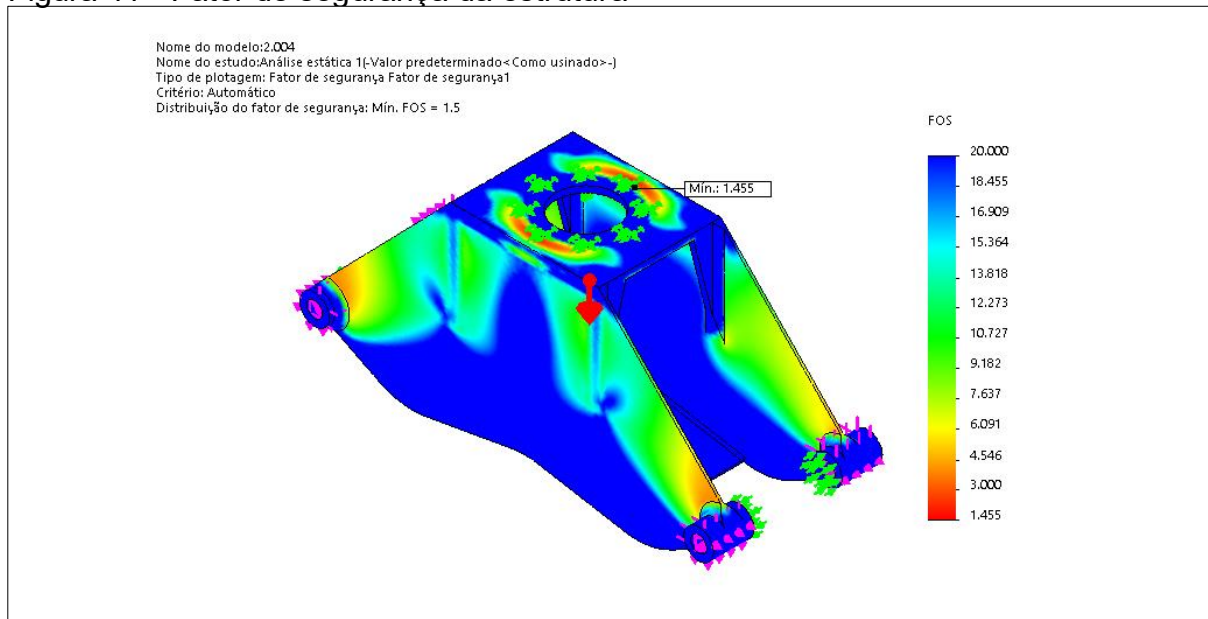 Nome do modelo:2.004
Nome do estudo:Análise estática 1(-Valor predeterminado<Como usinado>-)
Tipo de plotagem: Fator de segurança Fator de segurança1
Critério: Automático
Distribuição do fator de segurança: Mín. FOS = 1.5
FOS
20.000
18.455
Mín.: 1.455
16.909
15.364
13.818
12.273
10.727
9.182
7.637
6.091
4.546
3.000
1.455